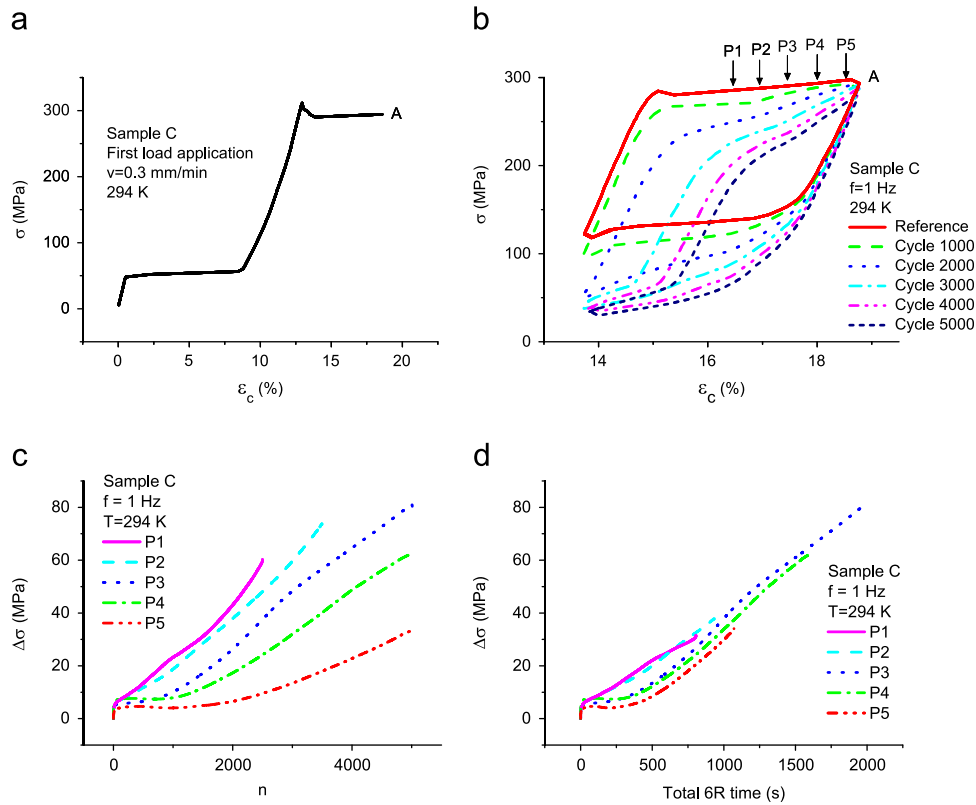 a
300
200
100
0
σ (MPa)
Sample C
First load application
v=0.3 mm/min
294 K
A
0
5
10
15
20
εc (%)
b
P1
P2
P3
P4
P5
A
300
200
100
0
σ (MPa)
Sample C
f=1 Hz
294 K
Reference
Cycle 1000
Cycle 2000
Cycle 3000
Cycle 4000
Cycle 5000
14
16
18
εc (%)
c
80
60
40
20
0
Δσ (MPa)
Sample C
f = 1 Hz
T=294 K
P1
P2
P3
P4
P5
0
2000
4000
n
d
80
60
40
20
0
Δσ (MPa)
Sample C
f = 1 Hz
T=294 K
P1
P2
P3
P4
P5
0
500
1000
1500
2000
Total 6R time (s)